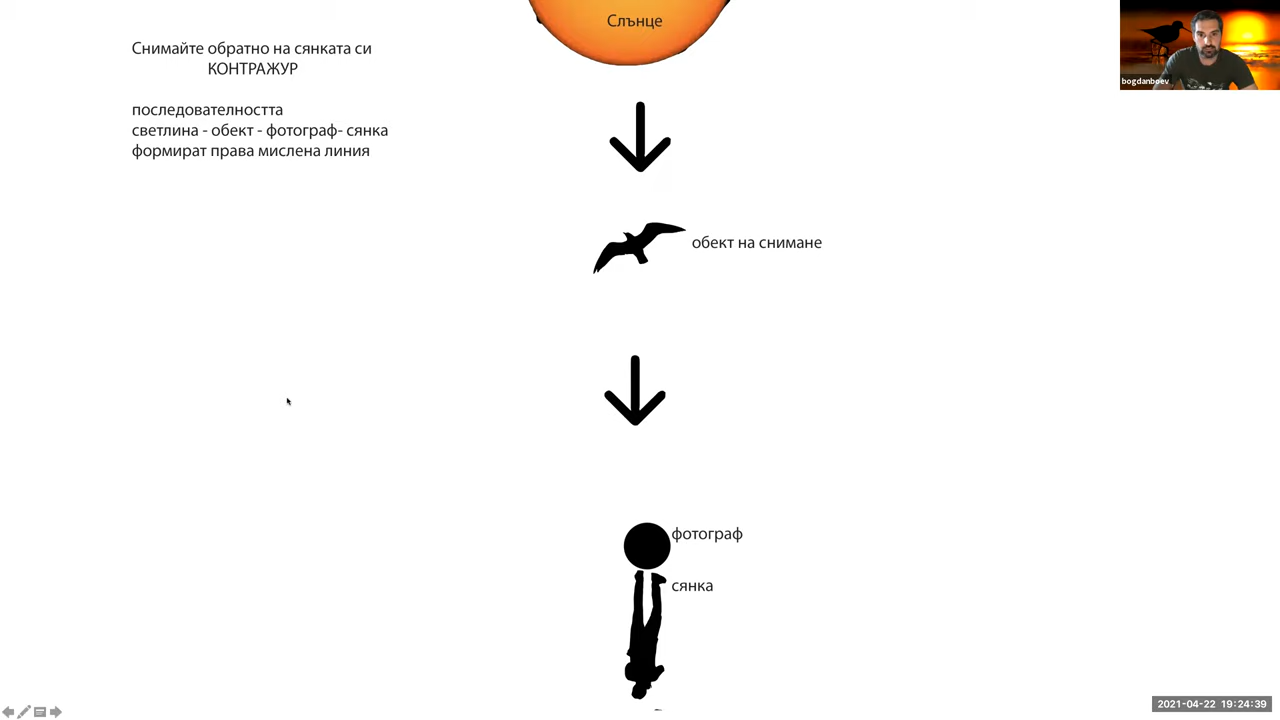 Слънце
Снимайте обратно на сянката си
КОНТРАЖУР
последователността
светлина - обект - фотограф- сянка
формират права мислена линия
обект на снимане
фотограф
сянка
bogdanboev
2021-04-22 19:24:39